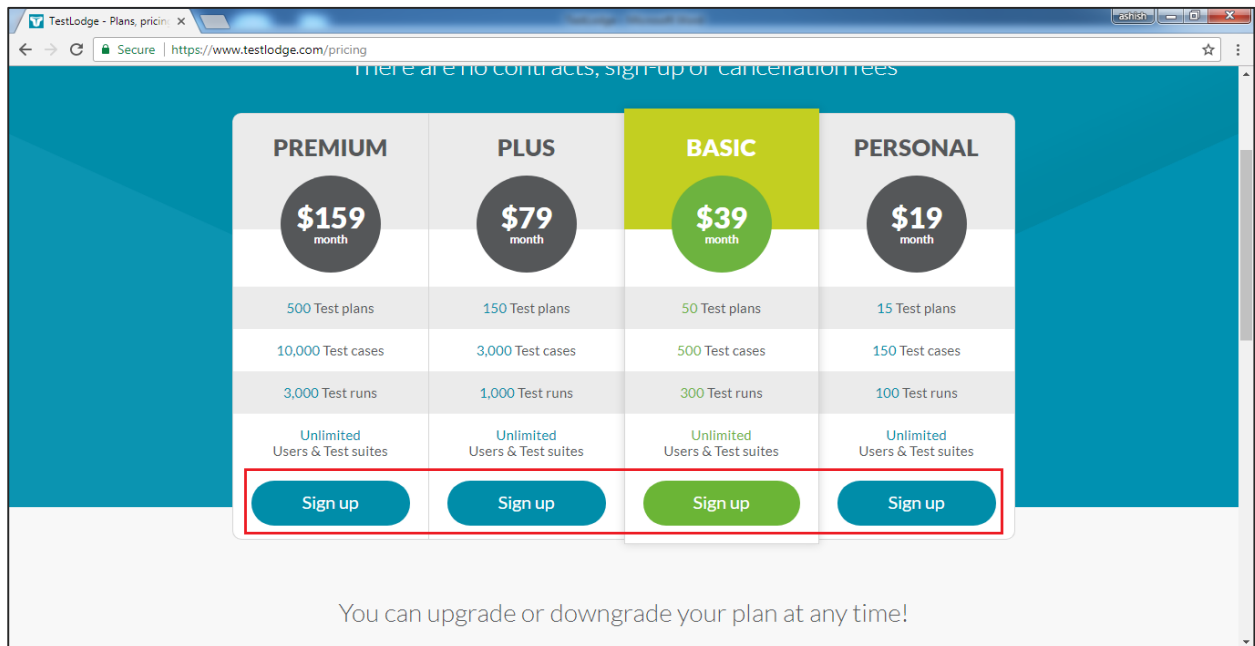 TestLodge - Plans, pricin
ashish
Secure
https://www.testlodge.com/pricing
There are no contracts, sign-up or cancellation fees
PREMIUM
PLUS
BASIC
PERSONAL
$159
month
$79
month
$39
month
$19
month
500 Test plans
150 Test plans
50 Test plans
15 Test plans
10,000 Test cases
3,000 Test cases
500 Test cases
150 Test cases
3,000 Test runs
1,000 Test runs
300 Test runs
100 Test runs
Unlimited
Users & Test suites
Unlimited
Users & Test suites
Unlimited
Users & Test suites
Unlimited
Users & Test suites
Sign up
Sign up
Sign up
Sign up
You can upgrade or downgrade your plan at any time!